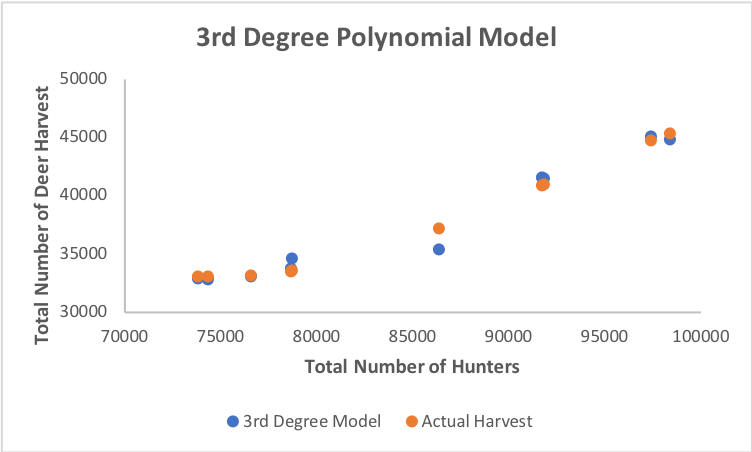 3rd Degree Polynomial Model
Total Number of Deer Harvest
50000
45000
40000
35000
30000
70000 75000 80000 85000 90000 95000 100000
Total Number of Hunters
3rd Degree Model Actual Harvest